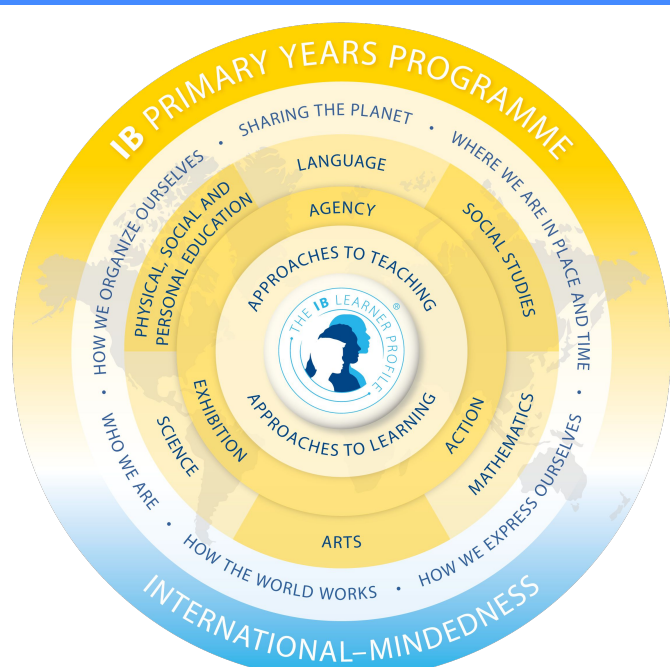 IB PRIMARY YEARS PROGRAMME
SHARING THE PLANET
•
WHERE WE ARE IN PLACE AND TIME
•
HOW WE EXPRESS OURSELVES
•
HOW THE WORLD WORKS
•
WHO WE ARE
•
HOW WE ORGANIZE OURSELVES
•
LANGUAGE
SOCIAL STUDIES
MATHEMATICS
ARTS
SCIENCE
PHYSICAL, SOCIAL AND
PERSONAL EDUCATION
AGENCY
ACTION
EXHIBITION
APPROACHES TO TEACHING
APPROACHES TO LEARNING
THE IB LEARNER PROFILE ®
INTERNATIONAL–MINDEDNESS